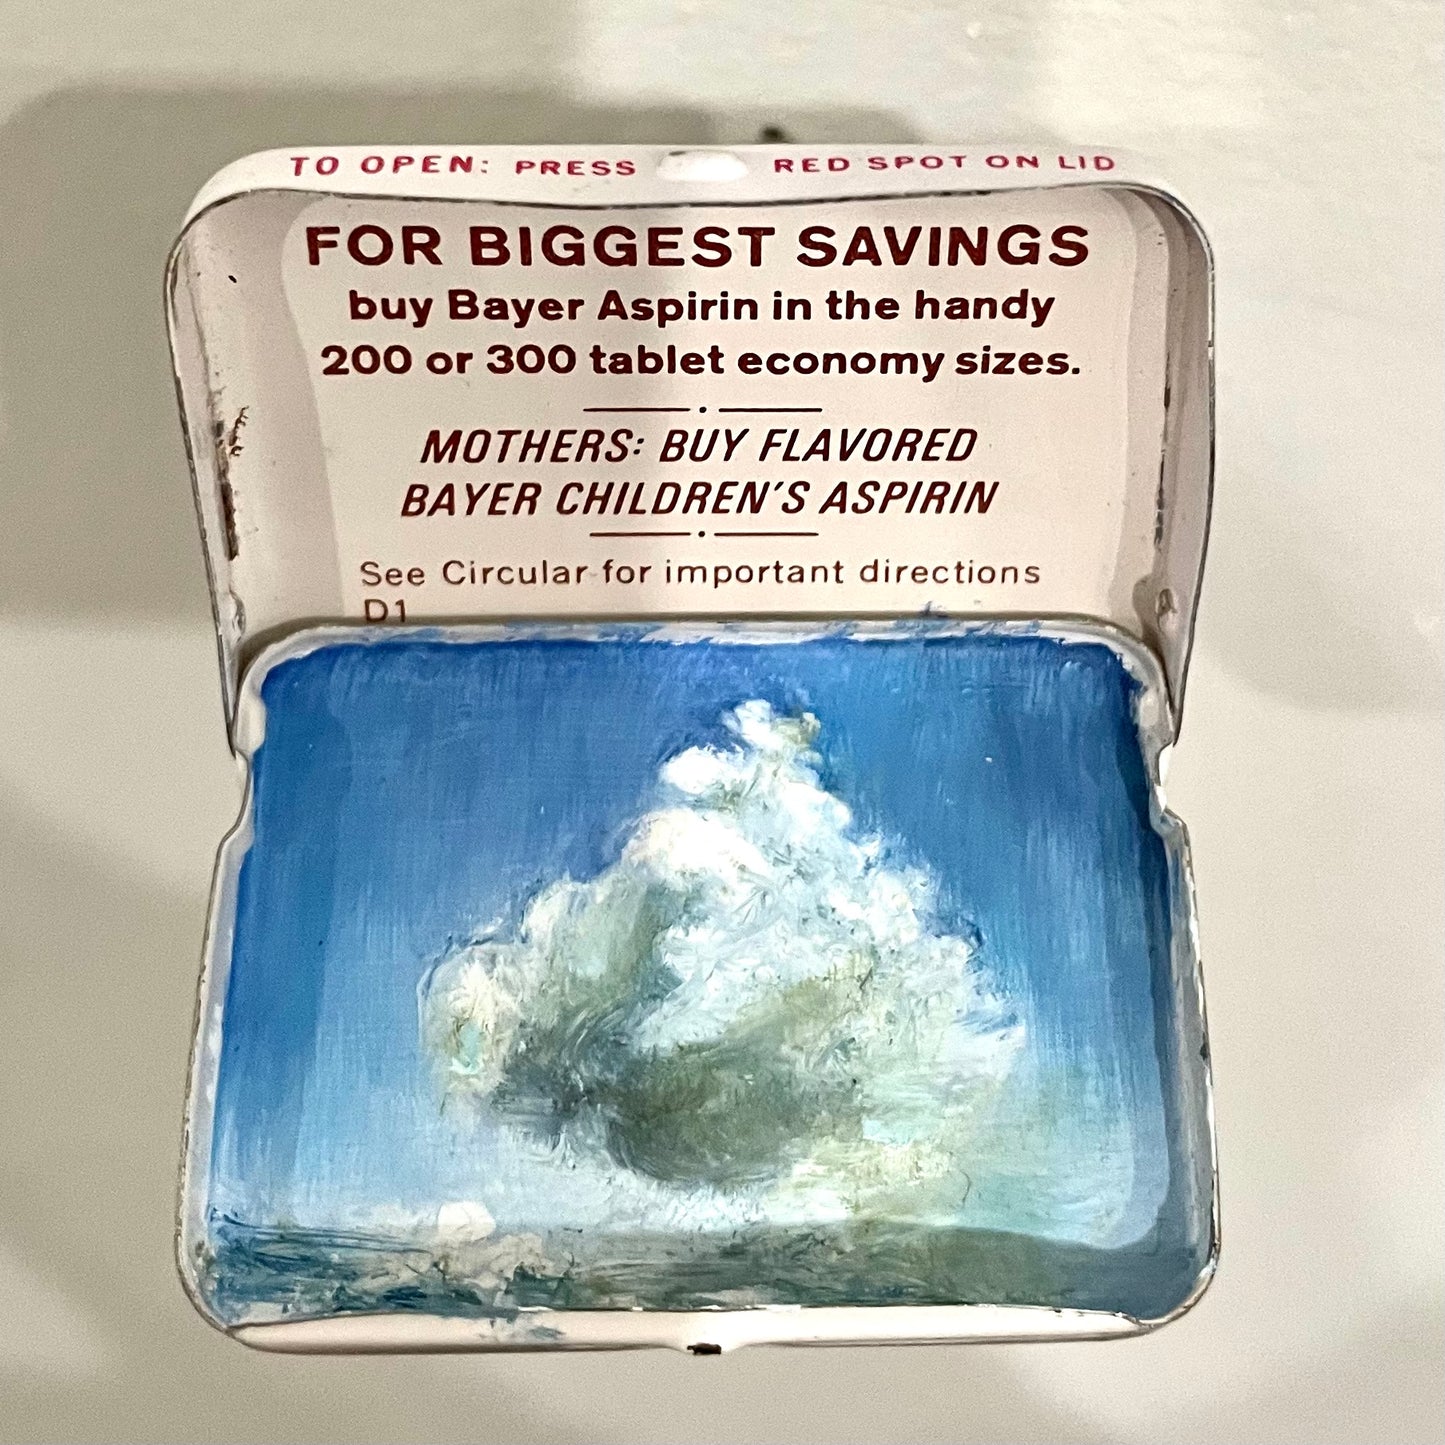 TO OPEN: PRESS RED SPOT ON LID
FOR BIGGEST SAVINGS
buy Bayer Aspirin in the handy
200 or 300 tablet economy sizes.
MOTHERS: BUY FLAVORED
BAYER CHILDREN'S ASPIRIN
See Circular for important directions
D1